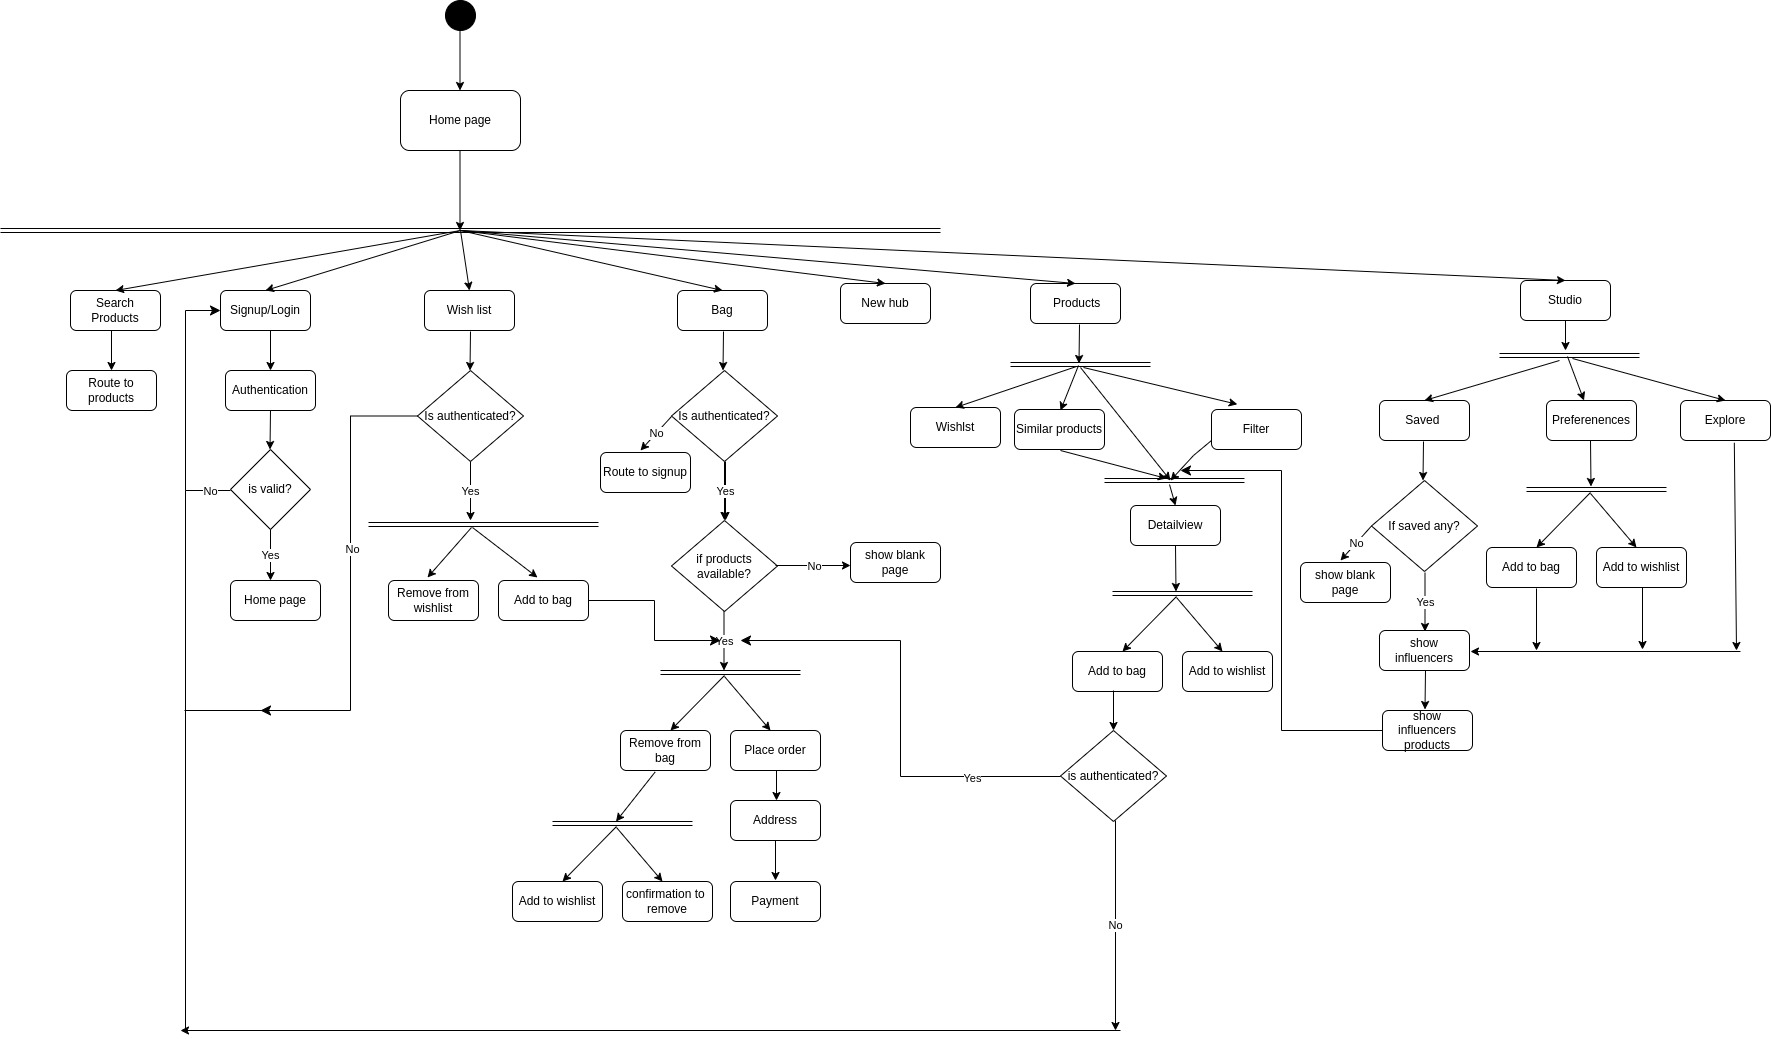 Home page
Search
Products
Signup/Login
Wish list
Bag
New hub
Products
Studio
Route to
products
Authentication
Is authenticated?
Is authenticated?
No
Route to signup
Wishlst
Similar products
Filter
Saved
Preferenences
Explore
is valid?
No
Yes
Yes
Yes
Detailview
If saved any?
No
No
Yes
if products
available?
No
show blank
page
show blank
page
Add to bag
Add to wishlist
Home page
Remove from
wishlist
Add to bag
Yes
Yes
show
influencers
Add to bag
Add to wishlist
show
influencers
products
Remove from
bag
Place order
Yes
is authenticated?
Address
Add to wishlist
confirmation to
remove
Payment
No